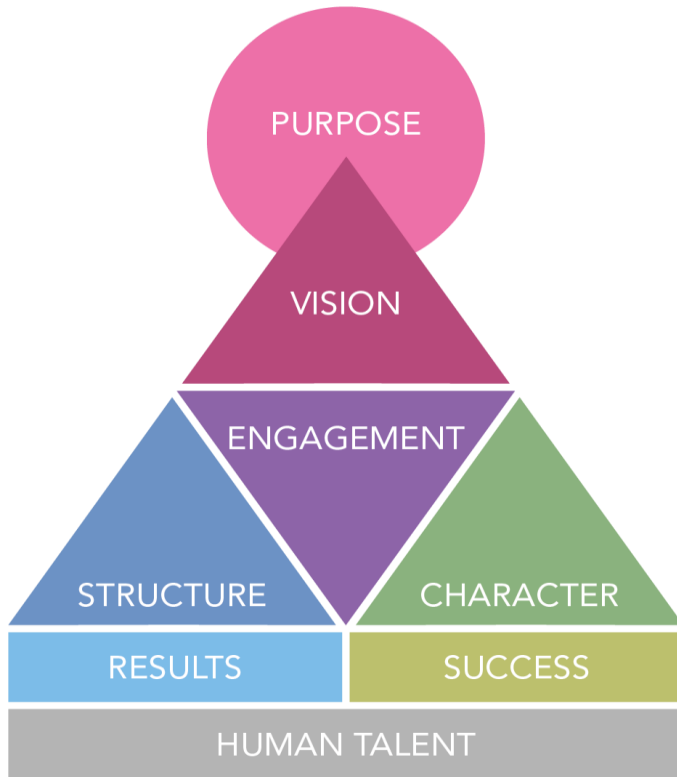 PURPOSE
VISION
ENGAGEMENT
STRUCTURE CHARACTER
RESULTS SUCCESS
HUMAN TALENT